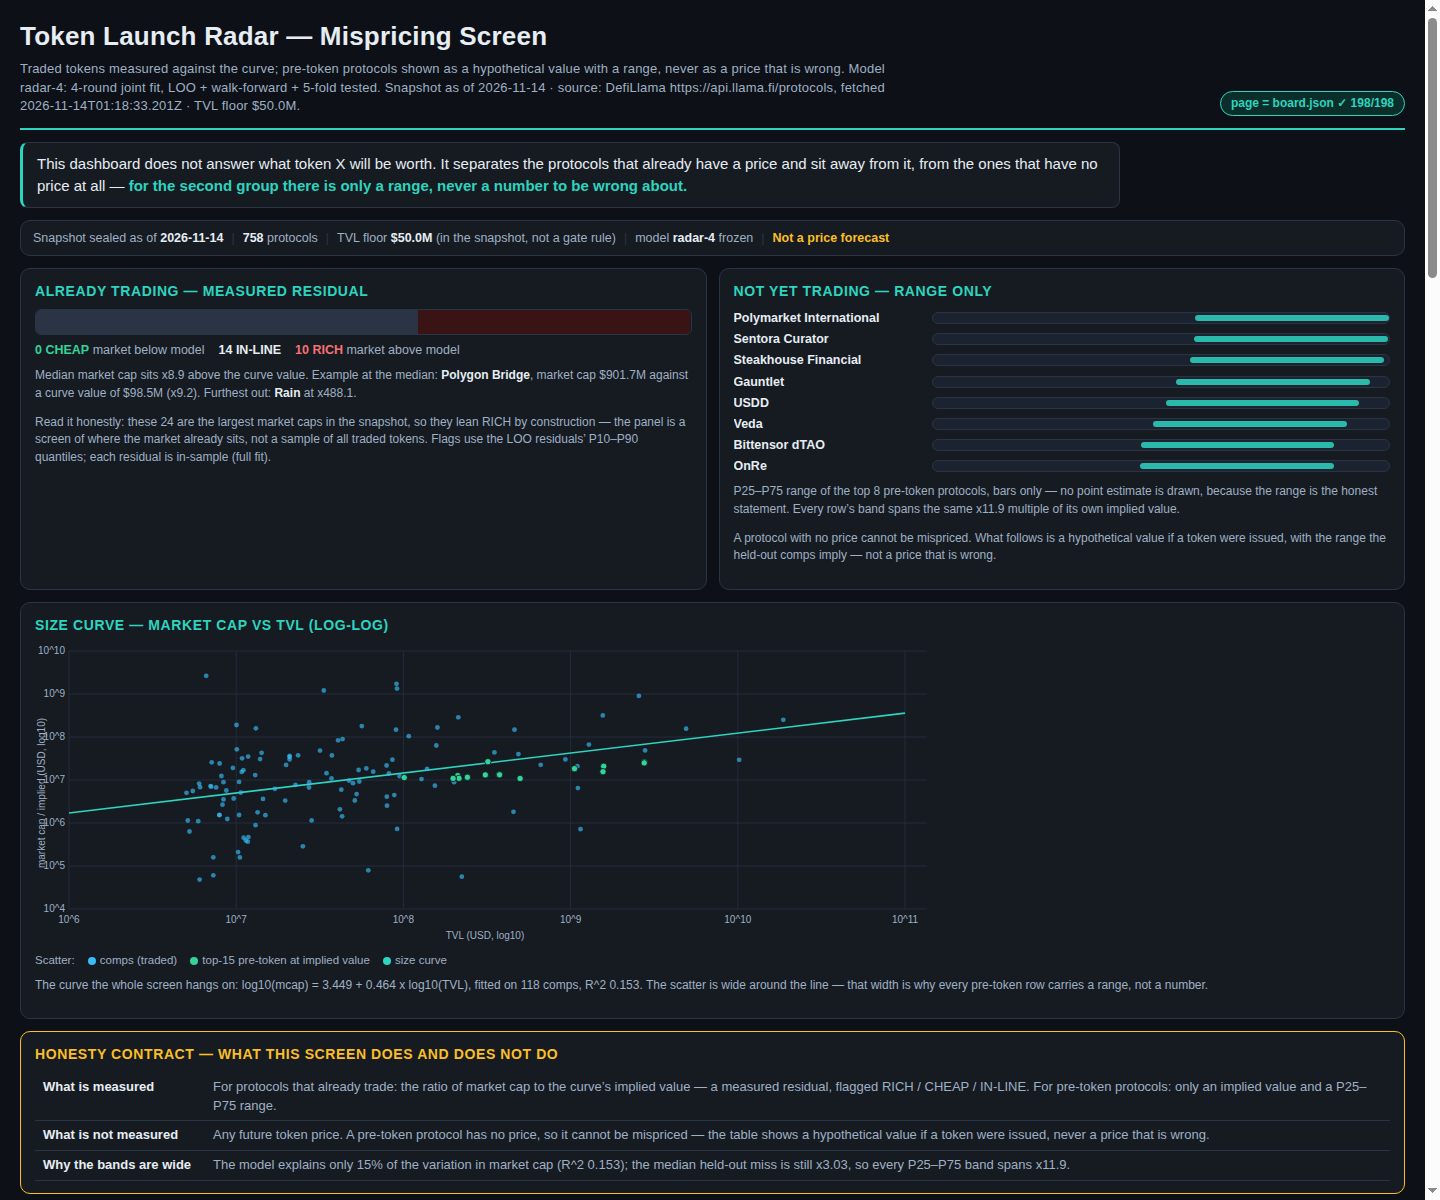 Token Launch Radar — Mispricing Screen
Traded tokens measured against the curve; pre-token protocols shown as a hypothetical value with a range, never as a price that is wrong. Model
radar-4: 4-round joint fit, LOO + walk-forward + 5-fold tested. Snapshot as of 2026-11-14 · source: DefiLlama https://api.llama.fi/protocols, fetched
2026-11-14T01:18:33.201Z · TVL floor $50.0M.
page = board.json ✓ 198/198
This dashboard does not answer what token X will be worth. It separates the protocols that already have a price and sit away from it, from the ones that have no
price at all — for the second group there is only a range, never a number to be wrong about.
Snapshot sealed as of 2026-11-14 | 758 protocols | TVL floor $50.0M (in the snapshot, not a gate rule) | model radar-4 frozen | Not a price forecast
ALREADY TRADING — MEASURED RESIDUAL
0 CHEAP market below model 14 IN-LINE 10 RICH market above model
Median market cap sits x8.9 above the curve value. Example at the median: Polygon Bridge, market cap $901.7M against
a curve value of $98.5M (x9.2). Furthest out: Rain at x488.1.
Read it honestly: these 24 are the largest market caps in the snapshot, so they lean RICH by construction — the panel is a
screen of where the market already sits, not a sample of all traded tokens. Flags use the LOO residuals' P10–P90
quantiles; each residual is in-sample (full fit).
NOT YET TRADING — RANGE ONLY
Polymarket International
Sentora Curator
Steakhouse Financial
Gauntlet
USDD
Veda
Bittensor dTAO
OnRe
P25–P75 range of the top 8 pre-token protocols, bars only — no point estimate is drawn, because the range is the honest
statement. Every row's band spans the same x11.9 multiple of its own implied value.
A protocol with no price cannot be mispriced. What follows is a hypothetical value if a token were issued, with the range the
held-out comps imply — not a price that is wrong.
SIZE CURVE — MARKET CAP VS TVL (LOG-LOG)
10^10
10^9
10^8
10^7
10^6
10^5
10^4
market cap / implied (USD, log10)
10^6 10^7 10^8 10^9 10^10 10^11
TVL (USD, log10)
Scatter: comps (traded) top-15 pre-token at implied value size curve
The curve the whole screen hangs on: log10(mcap) = 3.449 + 0.464 x log10(TVL), fitted on 118 comps, R^2 0.153. The scatter is wide around the line — that width is why every pre-token row carries a range, not a number.
HONESTY CONTRACT — WHAT THIS SCREEN DOES AND DOES NOT DO
What is measured For protocols that already trade: the ratio of market cap to the curve's implied value — a measured residual, flagged RICH / CHEAP / IN-LINE. For pre-token protocols: only an implied value and a P25–
P75 range.
What is not measured Any future token price. A pre-token protocol has no price, so it cannot be mispriced — the table shows a hypothetical value if a token were issued, never a price that is wrong.
Why the bands are wide The model explains only 15% of the variation in market cap (R^2 0.153); the median held-out miss is still x3.03, so every P25–P75 band spans x11.9.